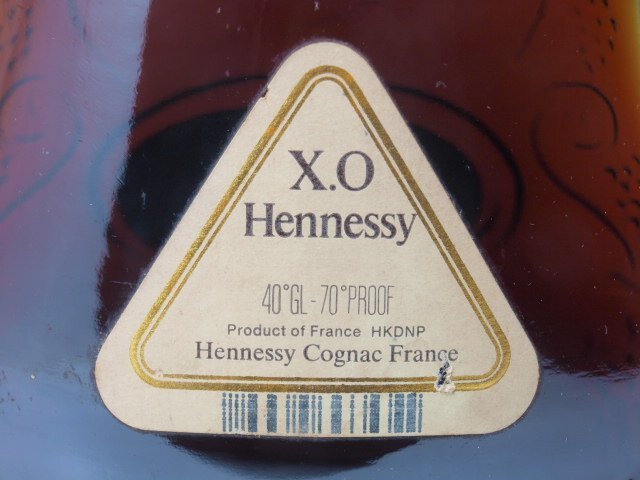 X.O
Hennessy
40°GL-70°PROOF
Product of France HKDNP
Hennessy Cognac France